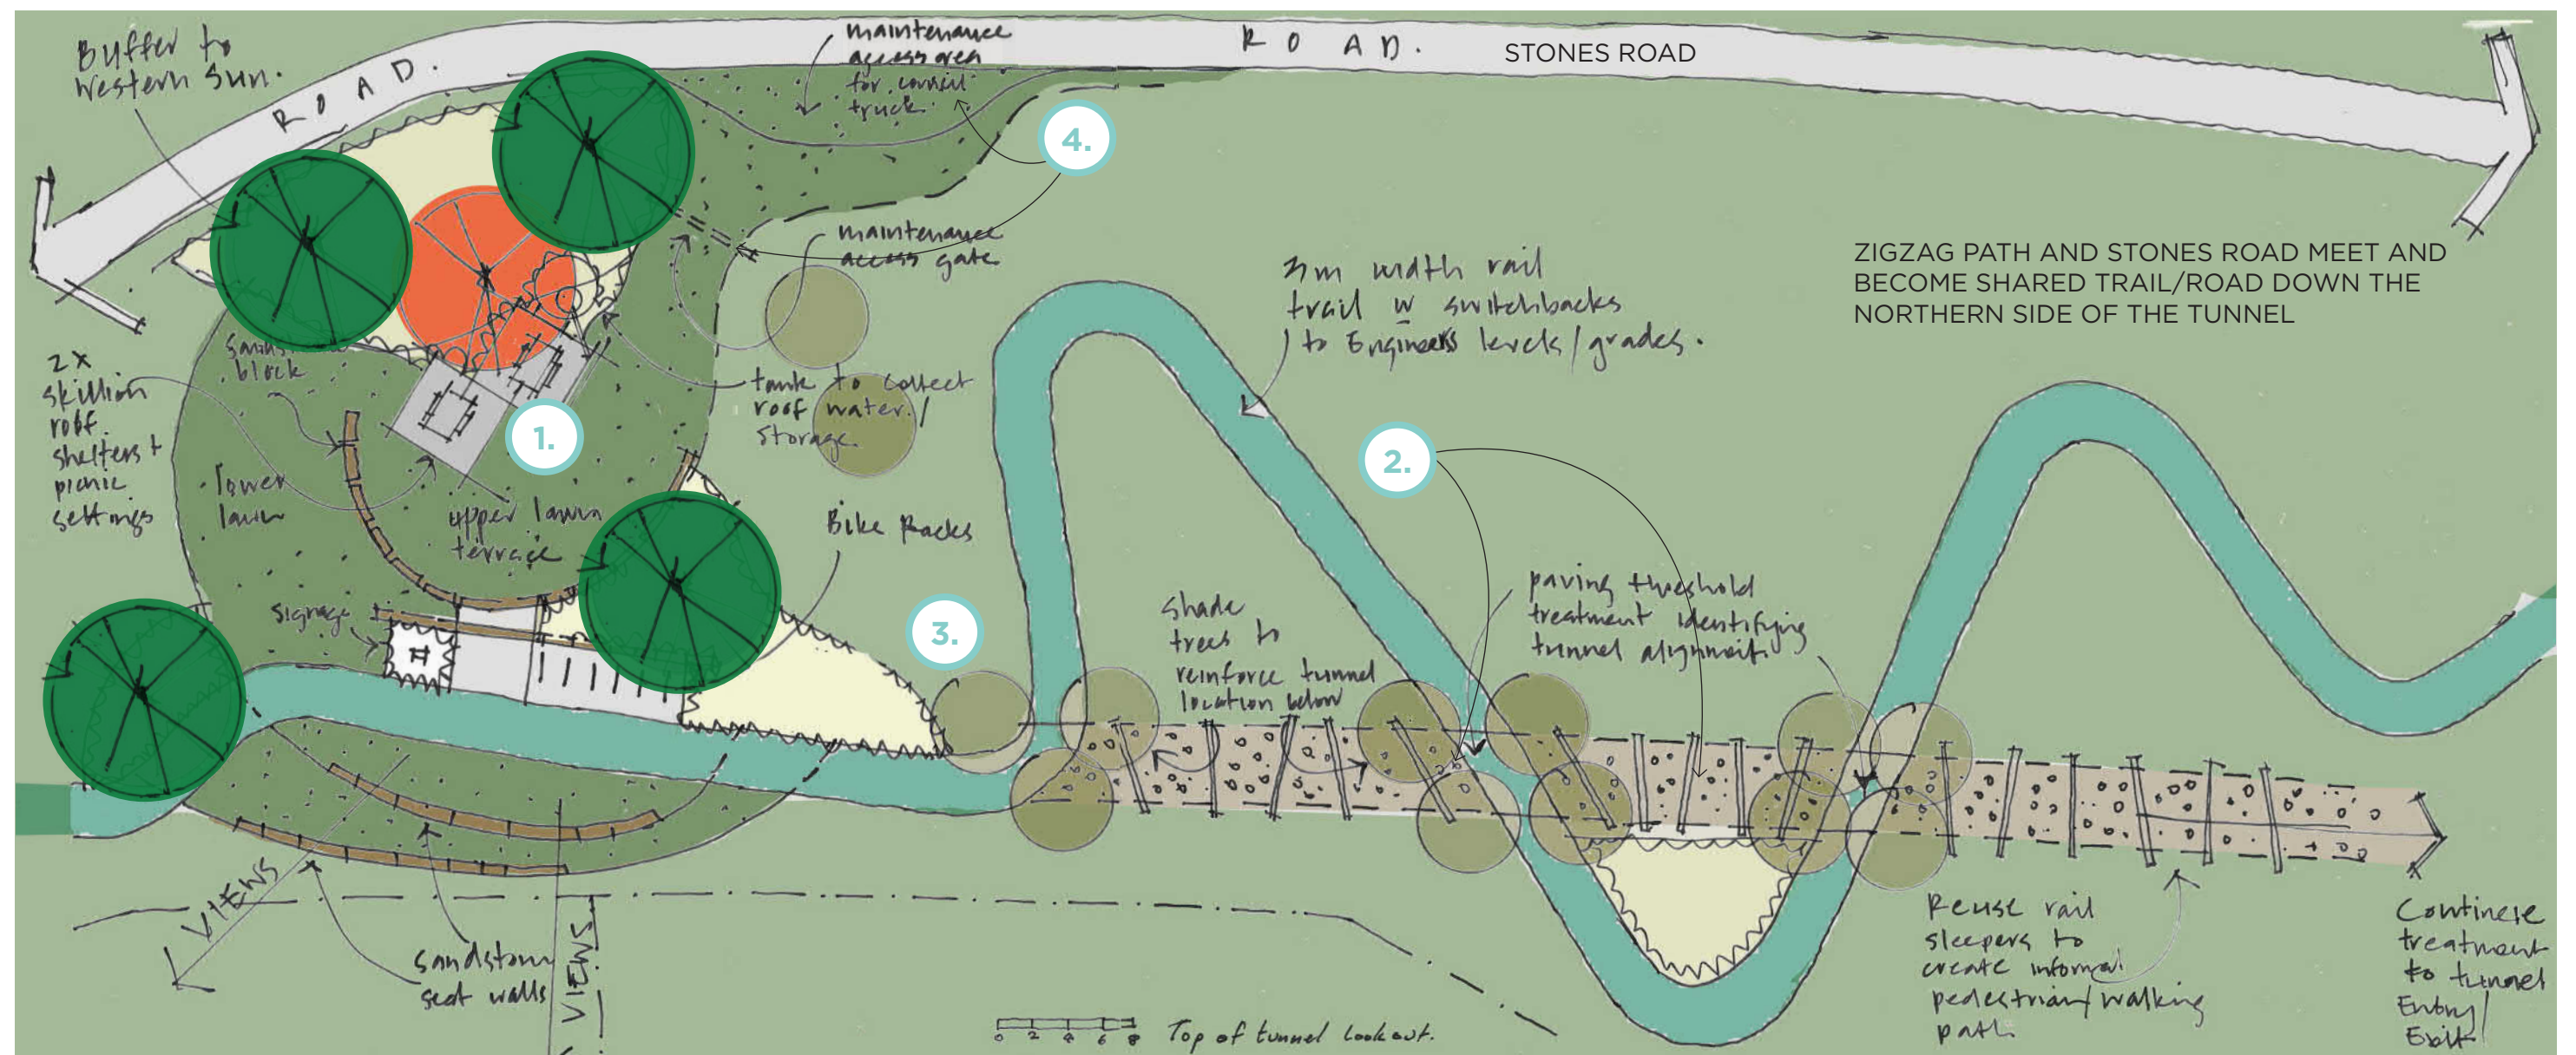 Buffer to
Western Sun.
ROAD.
maintenance
access area
for council
truck.
ROAD.
STONES ROAD
4.
maintenance
access gate
3m width rail
trail w switchbacks
to Engineers levels/grades.
ZIGZAG PATH AND STONES ROAD MEET AND
BECOME SHARED TRAIL/ROAD DOWN THE
NORTHERN SIDE OF THE TUNNEL
2x
skillion
roof
shelters +
picnic
settings
block
1.
tank to collect
roof water./
storage.
2.
lower
lawn
upper lawn
terrace
Bike Racks
Signage
3.
shade
trees to
reinforce tunnel
location below
paving threshold
treatment identifying
tunnel alignment
VIEWS
VIEWS
sandstone
seat walls
Reuse rail
sleepers to
create informal
pedestrian/walking
path
Continue
treatment
to tunnel
Entry/
Exit
0 2 4 6 8
Top of tunnel lookout.